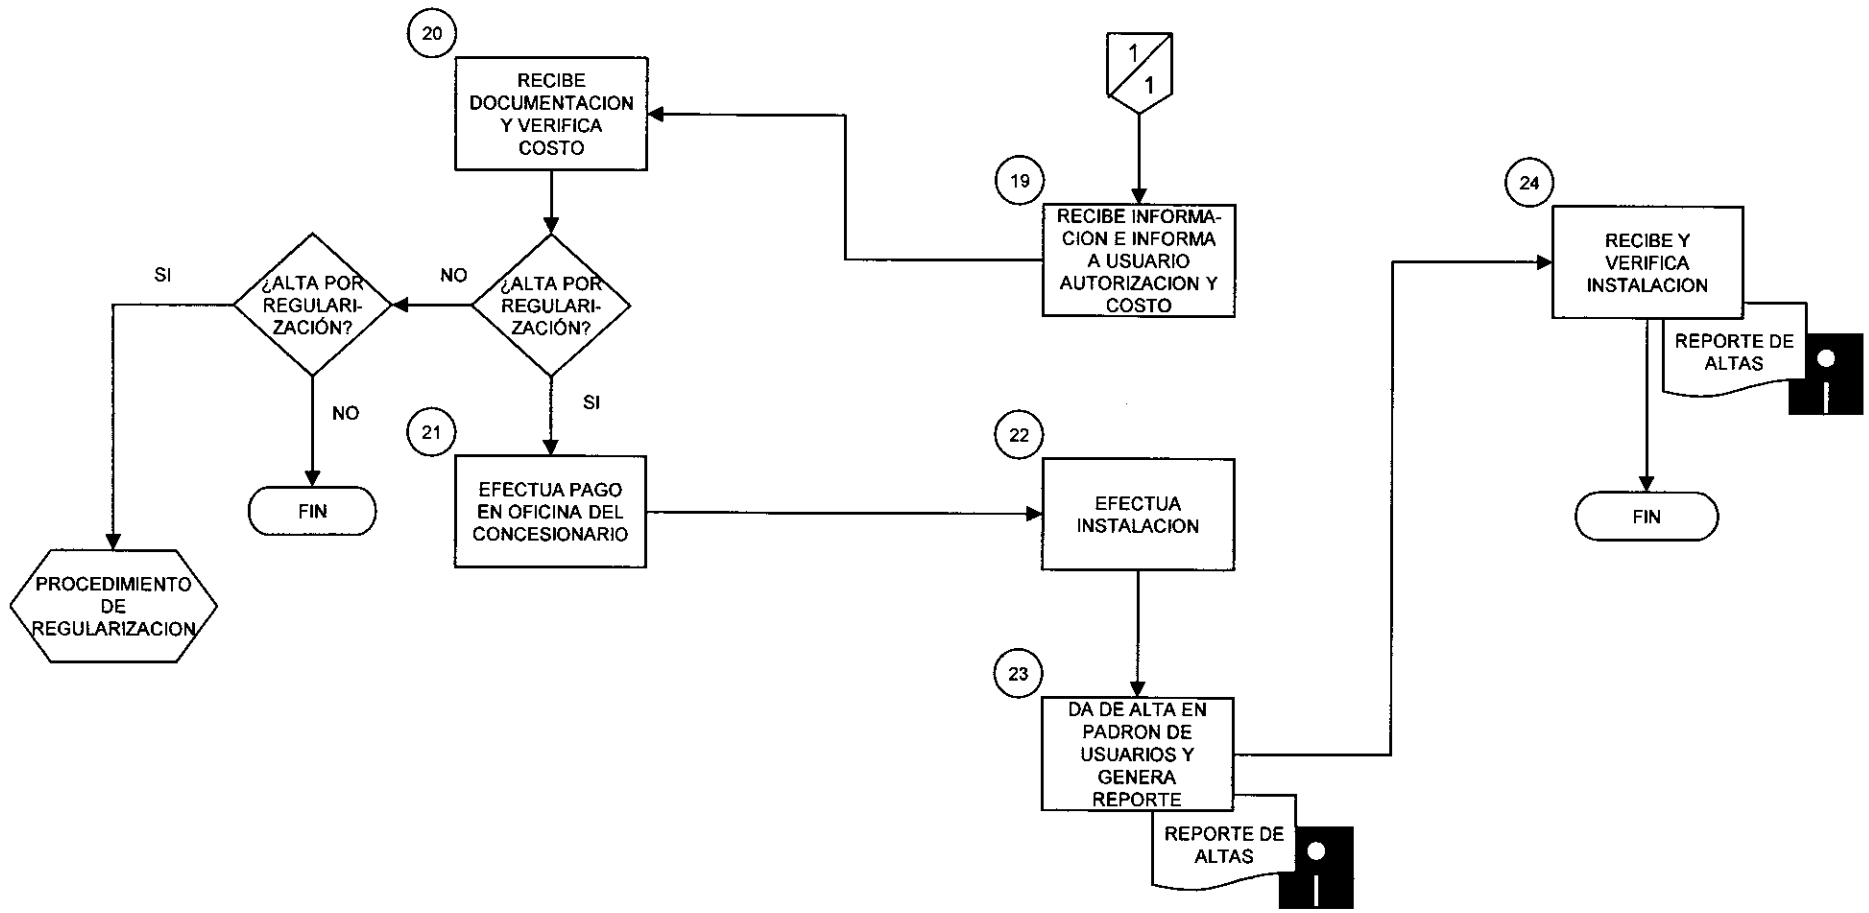 20
RECIBE
DOCUMENTACION
Y VERIFICA
COSTO
1
1
19
RECIBE INFORMA-
CION E INFORMA
A USUARIO
AUTORIZACION Y
COSTO
24
RECIBE Y
VERIFICA
INSTALACION
REPORTE DE
ALTAS
FIN
SI
¿ALTA POR
REGULARI-
ZACIÓN?
NO
¿ALTA POR
REGULARI-
ZACIÓN?
NO
SI
FIN
PROCEDIMIENTO
DE
REGULARIZACION
21
EFECTUA PAGO
EN OFICINA DEL
CONCESIONARIO
22
EFECTUA
INSTALACION
23
DA DE ALTA EN
PADRON DE
USUARIOS Y
GENERA
REPORTE
REPORTE DE
ALTAS